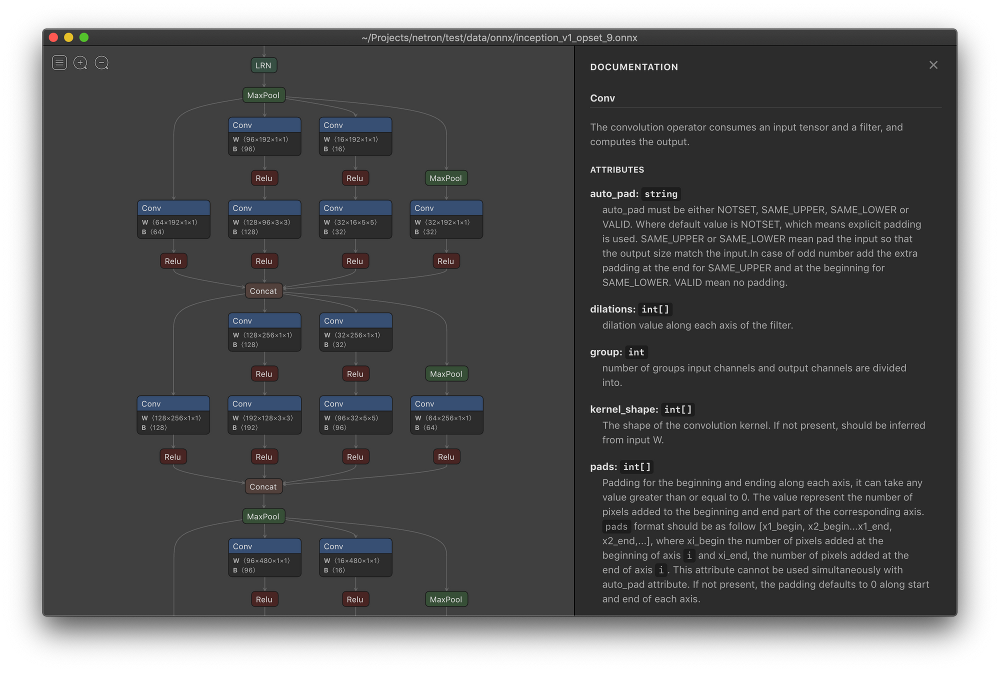 ~/Projects/netron/test/data/onnx/inception_v1_opset_9.onnx
LRN
MaxPool
Conv
W ⟨96×192×1×1⟩
B ⟨96⟩
Conv
W ⟨16×192×1×1⟩
B ⟨16⟩
Relu
Relu
MaxPool
Conv
W ⟨64×192×1×1⟩
B ⟨64⟩
Conv
W ⟨128×96×3×3⟩
B ⟨128⟩
Conv
W ⟨32×16×5×5⟩
B ⟨32⟩
Conv
W ⟨32×192×1×1⟩
B ⟨32⟩
Relu
Relu
Relu
Relu
Concat
Conv
W ⟨128×256×1×1⟩
B ⟨128⟩
Conv
W ⟨32×256×1×1⟩
B ⟨32⟩
Relu
Relu
MaxPool
Conv
W ⟨128×256×1×1⟩
B ⟨128⟩
Conv
W ⟨192×128×3×3⟩
B ⟨192⟩
Conv
W ⟨96×32×5×5⟩
B ⟨96⟩
Conv
W ⟨64×256×1×1⟩
B ⟨64⟩
Relu
Relu
Relu
Relu
Concat
MaxPool
Conv
W ⟨96×480×1×1⟩
B ⟨96⟩
Conv
W ⟨16×480×1×1⟩
B ⟨16⟩
Relu
Relu
MaxPool
DOCUMENTATION
Conv
The convolution operator consumes an input tensor and a filter, and
computes the output.
ATTRIBUTES
auto_pad: string
auto_pad must be either NOTSET, SAME_UPPER, SAME_LOWER or
VALID. Where default value is NOTSET, which means explicit padding
is used. SAME_UPPER or SAME_LOWER mean pad the input so that
the output size match the input.In case of odd number add the extra
padding at the end for SAME_UPPER and at the beginning for
SAME_LOWER. VALID mean no padding.
dilations: int[]
dilation value along each axis of the filter.
group: int
number of groups input channels and output channels are divided
into.
kernel_shape: int[]
The shape of the convolution kernel. If not present, should be inferred
from input W.
pads: int[]
Padding for the beginning and ending along each axis, it can take any
value greater than or equal to 0. The value represent the number of
pixels added to the beginning and end part of the corresponding axis.
pads format should be as follow [x1_begin, x2_begin...x1_end,
x2_end,...], where xi_begin the number of pixels added at the
beginning of axis i and xi_end, the number of pixels added at the
end of axis i. This attribute cannot be used simultaneously with
auto_pad attribute. If not present, the padding defaults to 0 along start
and end of each axis.